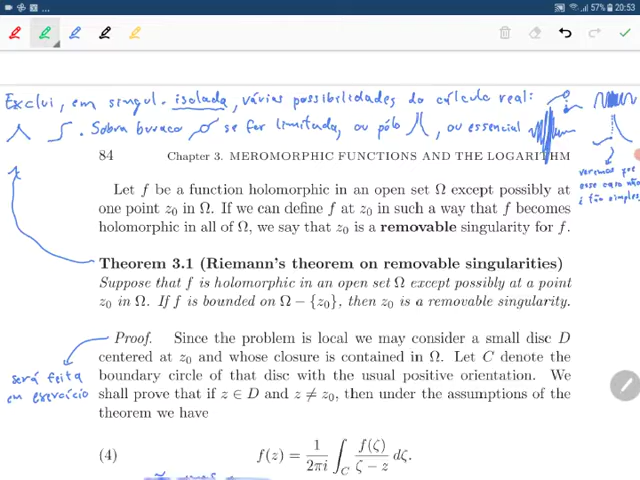 57% 20:53
Exclui, em singul. isolada, várias possibilidades do cálculo real:
. Sobra buraco se for limitada, ou pólo, ou essencial
veremos que
esse caso não
é tão simples
84 Chapter 3. MEROMORPHIC FUNCTIONS AND THE LOGARITHM
Let f be a function holomorphic in an open set Ω except possibly at
one point z₀ in Ω. If we can define f at z₀ in such a way that f becomes
holomorphic in all of Ω, we say that z₀ is a removable singularity for f.
Theorem 3.1 (Riemann's theorem on removable singularities)
Suppose that f is holomorphic in an open set Ω except possibly at a point
z₀ in Ω. If f is bounded on Ω − {z₀}, then z₀ is a removable singularity.
Proof. Since the problem is local we may consider a small disc D
centered at z₀ and whose closure is contained in Ω. Let C denote the
boundary circle of that disc with the usual positive orientation. We
shall prove that if z ∈ D and z ≠ z₀, then under the assumptions of the
theorem we have
será feita
em exercício
(4) f(z) = 1/2πi ∫_C f(ζ)/ζ − z dζ.